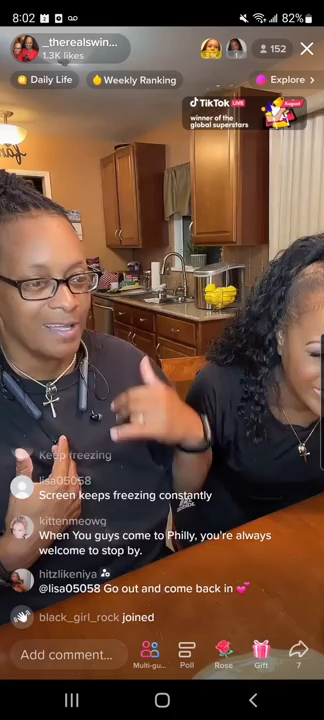 8:02
82%
_therealswin...
1.3K likes
152
Daily Life
Weekly Ranking
Explore
TikTok LIVE
August
winner of the
global superstars
Keep freezing
lisa05058
Screen keeps freezing constantly
kittenmeowg
When You guys come to Philly, you're always
welcome to stop by.
hitzlikeniya
@lisa05058 Go out and come back in 💕
black_girl_rock joined
Add comment...
Multi-gu...
Poll
Rose
Gift
7